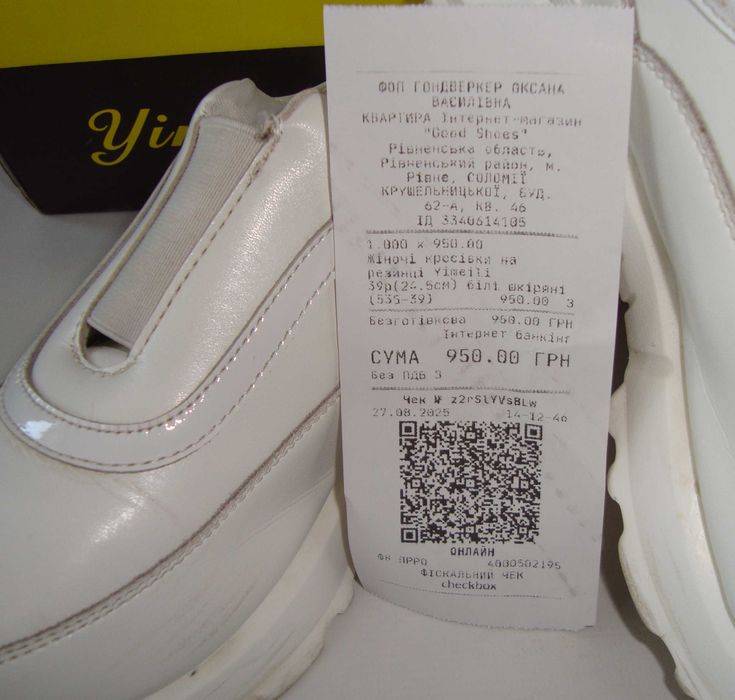 Yim
ФОП ГОНДВЕРКЕР ОКСАНА
ВАСИЛІВНА
КВАРТИРА Інтернет-магазин
"Good Shoes"
Рівненська область,
Рівненський район, м.
Рівне, СОЛОМІЇ
КРУШЕЛЬНИЦЬКОЇ, БУД.
62-А, КВ. 46
ІД 3340614105
1.000 x 950.00
Жіночі кросівки на
резинці Yimeili
39р(24.5см) білі шкіряні
(535-39) 950.00 З
Безготівкова 950.00 ГРН
Інтернет банкінг
СУМА 950.00 ГРН
Без ПДВ З
Чек № z2rSlYVsBLw
27.08.2025 14-12-46
ОНЛАЙН
ФН ПРРО 4000502195
ФІСКАЛЬНИЙ ЧЕК
checkbox